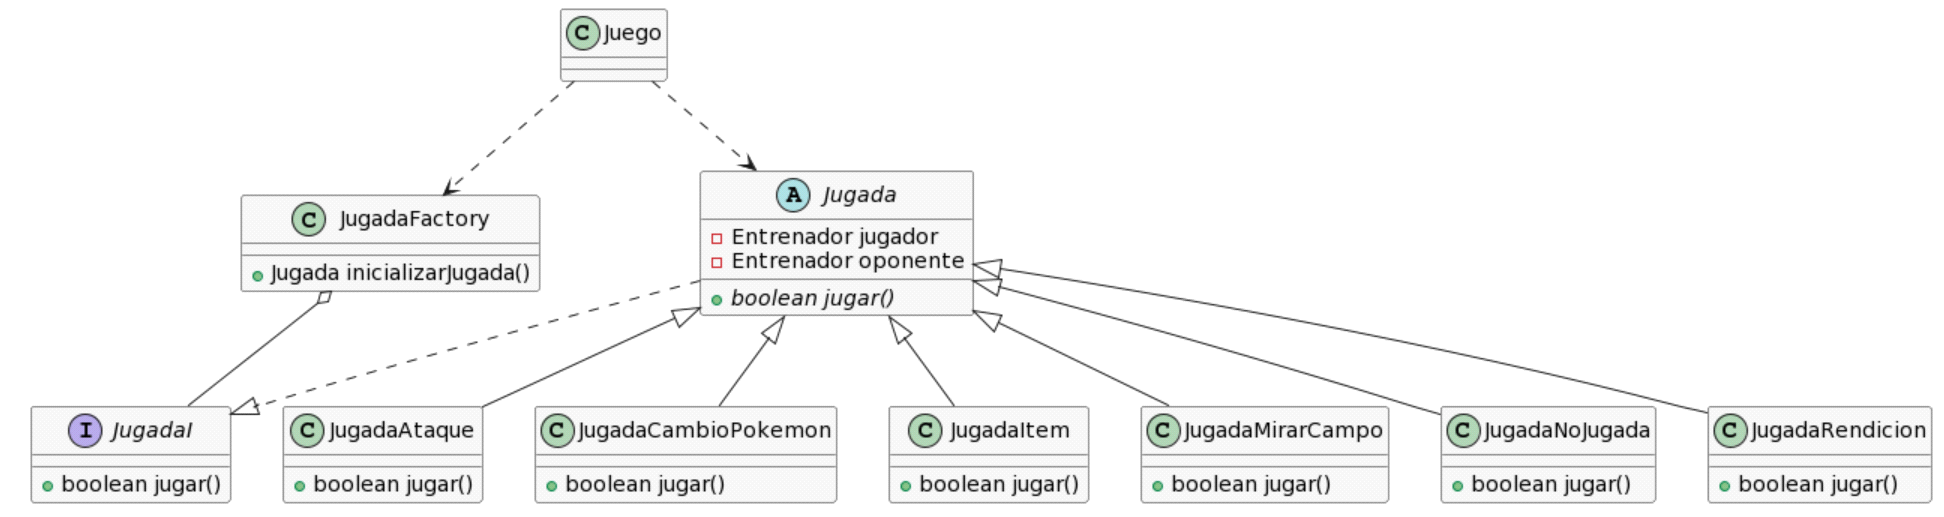 C Juego
C JugadaFactory
Jugada inicializarJugada()
A Jugada
Entrenador jugador
Entrenador oponente
boolean jugar()
I JugadaI
boolean jugar()
C JugadaAtaque
boolean jugar()
C JugadaCambioPokemon
boolean jugar()
C JugadaItem
boolean jugar()
C JugadaMirarCampo
boolean jugar()
C JugadaNoJugada
boolean jugar()
C JugadaRendicion
boolean jugar()